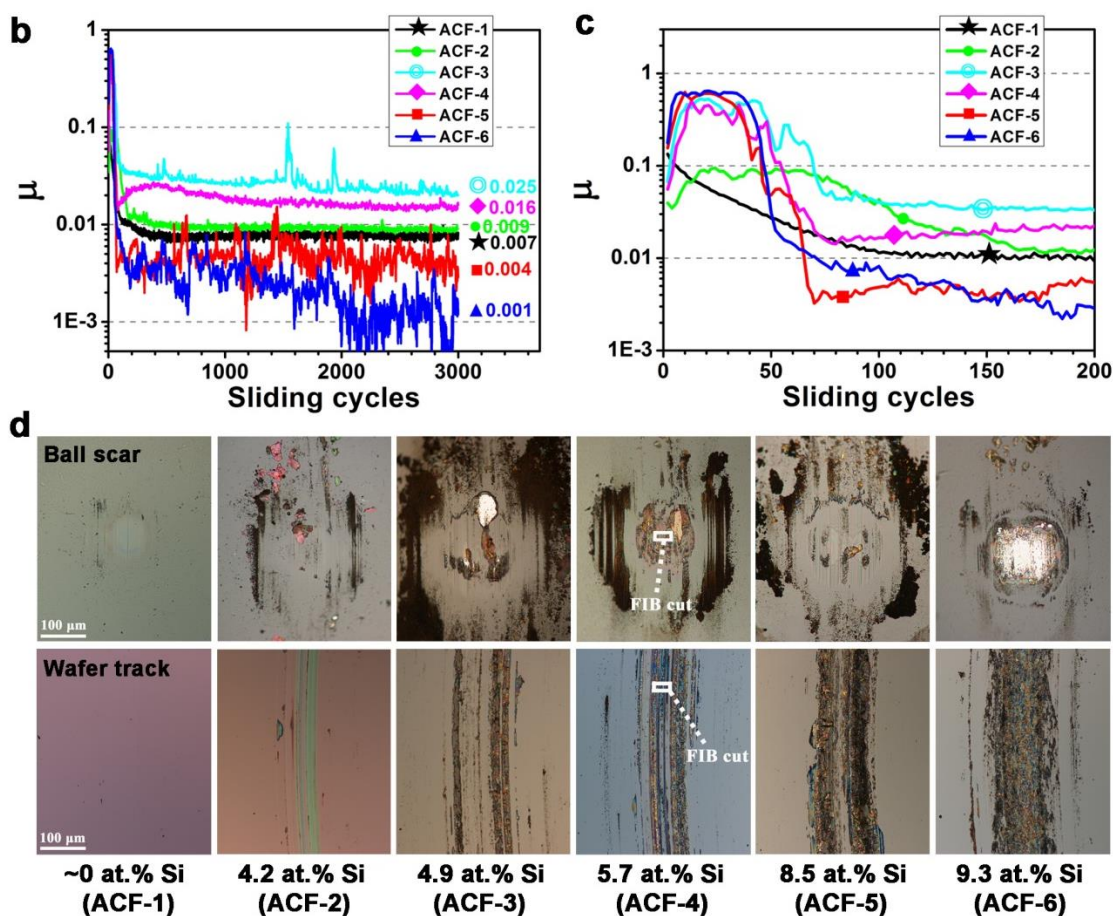 b
1
0.1
0.01
1E-3
μ
0
1000
2000
3000
Sliding cycles
ACF-1
ACF-2
ACF-3
ACF-4
ACF-5
ACF-6
0.025
0.016
0.009
0.007
0.004
0.001
c
1
0.1
0.01
1E-3
μ
0
50
100
150
200
Sliding cycles
ACF-1
ACF-2
ACF-3
ACF-4
ACF-5
ACF-6
d
Ball scar
100 μm
FIB cut
Wafer track
100 μm
FIB cut
~0 at.% Si
(ACF-1)
4.2 at.% Si
(ACF-2)
4.9 at.% Si
(ACF-3)
5.7 at.% Si
(ACF-4)
8.5 at.% Si
(ACF-5)
9.3 at.% Si
(ACF-6)